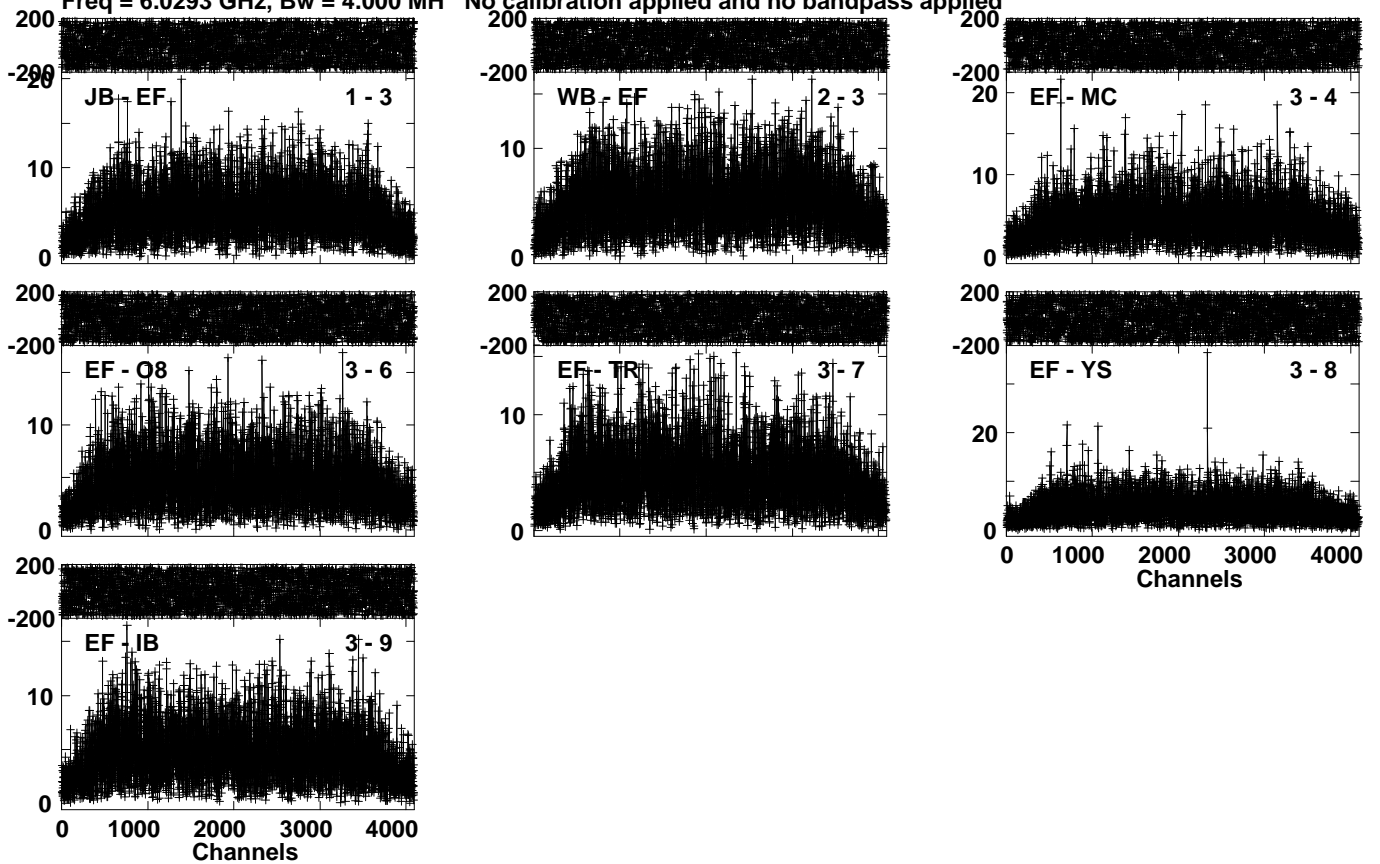 Freq = 6.0293 GHz, Bw = 4.000 MH No calibration applied and no bandpass applied
200
-200
20
10
0
JB - EF 1 - 3
200
-200
10
0
WB - EF 2 - 3
200
-200
20
10
0
EF - MC 3 - 4
200
-200
10
0
EF - O8 3 - 6
200
-200
10
0
EF - TR 3 - 7
200
-200
20
0
EF - YS 3 - 8
0 1000 2000 3000 4000
Channels
200
-200
10
0
EF - IB 3 - 9
0 1000 2000 3000 4000
Channels